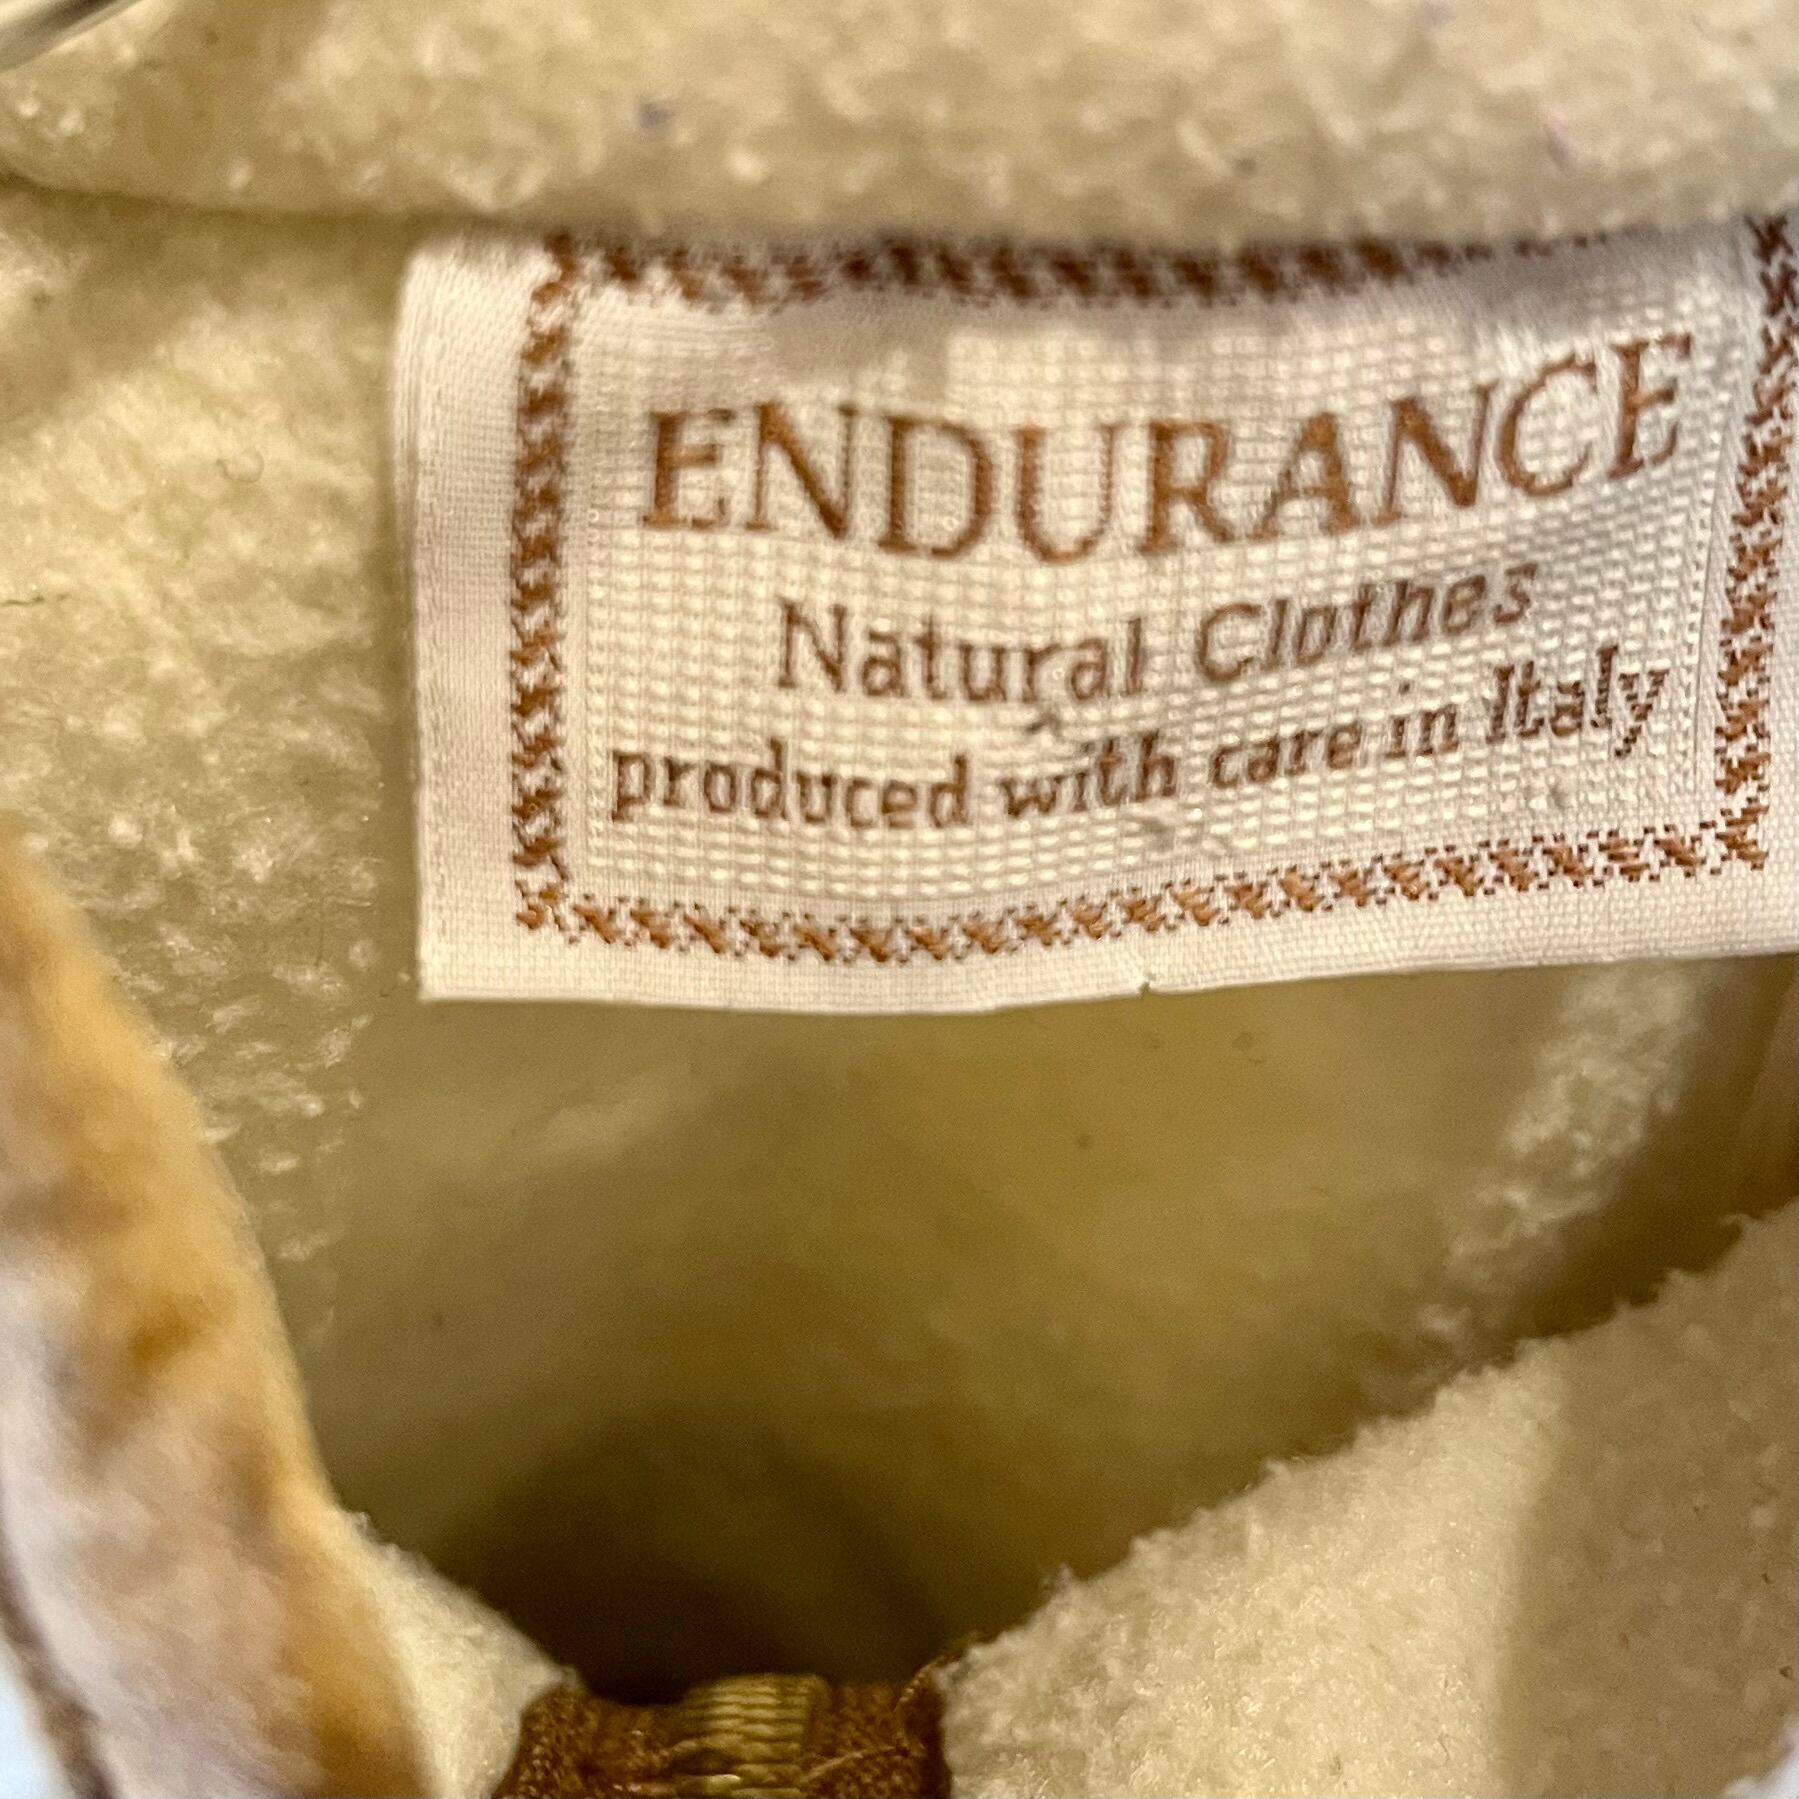 ENDURANCE
Natural Clothes
produced with care in Italy